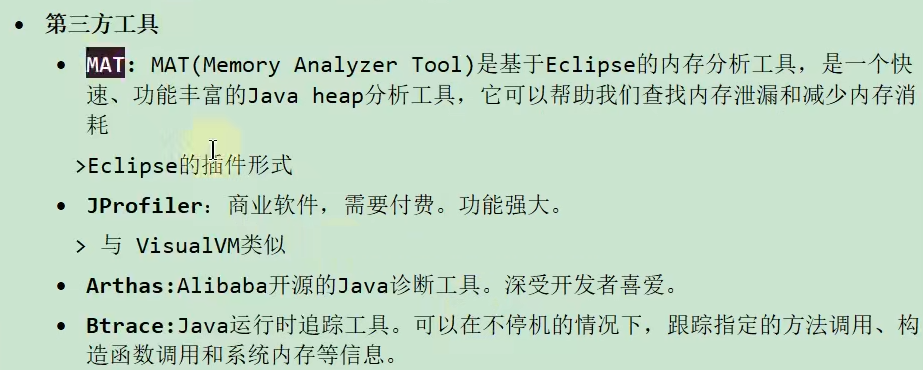 第三方工具
MAT: MAT(Memory Analyzer Tool)是基于Eclipse的内存分析工具，是一个快
速、功能丰富的Java heap分析工具，它可以帮助我们查找内存泄漏和减少内存消
耗
>Eclipse的插件形式
JProfiler：商业软件，需要付费。功能强大。
> 与 VisualVM类似
Arthas:Alibaba开源的Java诊断工具。深受开发者喜爱。
Btrace:Java运行时追踪工具。可以在不停机的情况下，跟踪指定的方法调用、构
造函数调用和系统内存等信息。